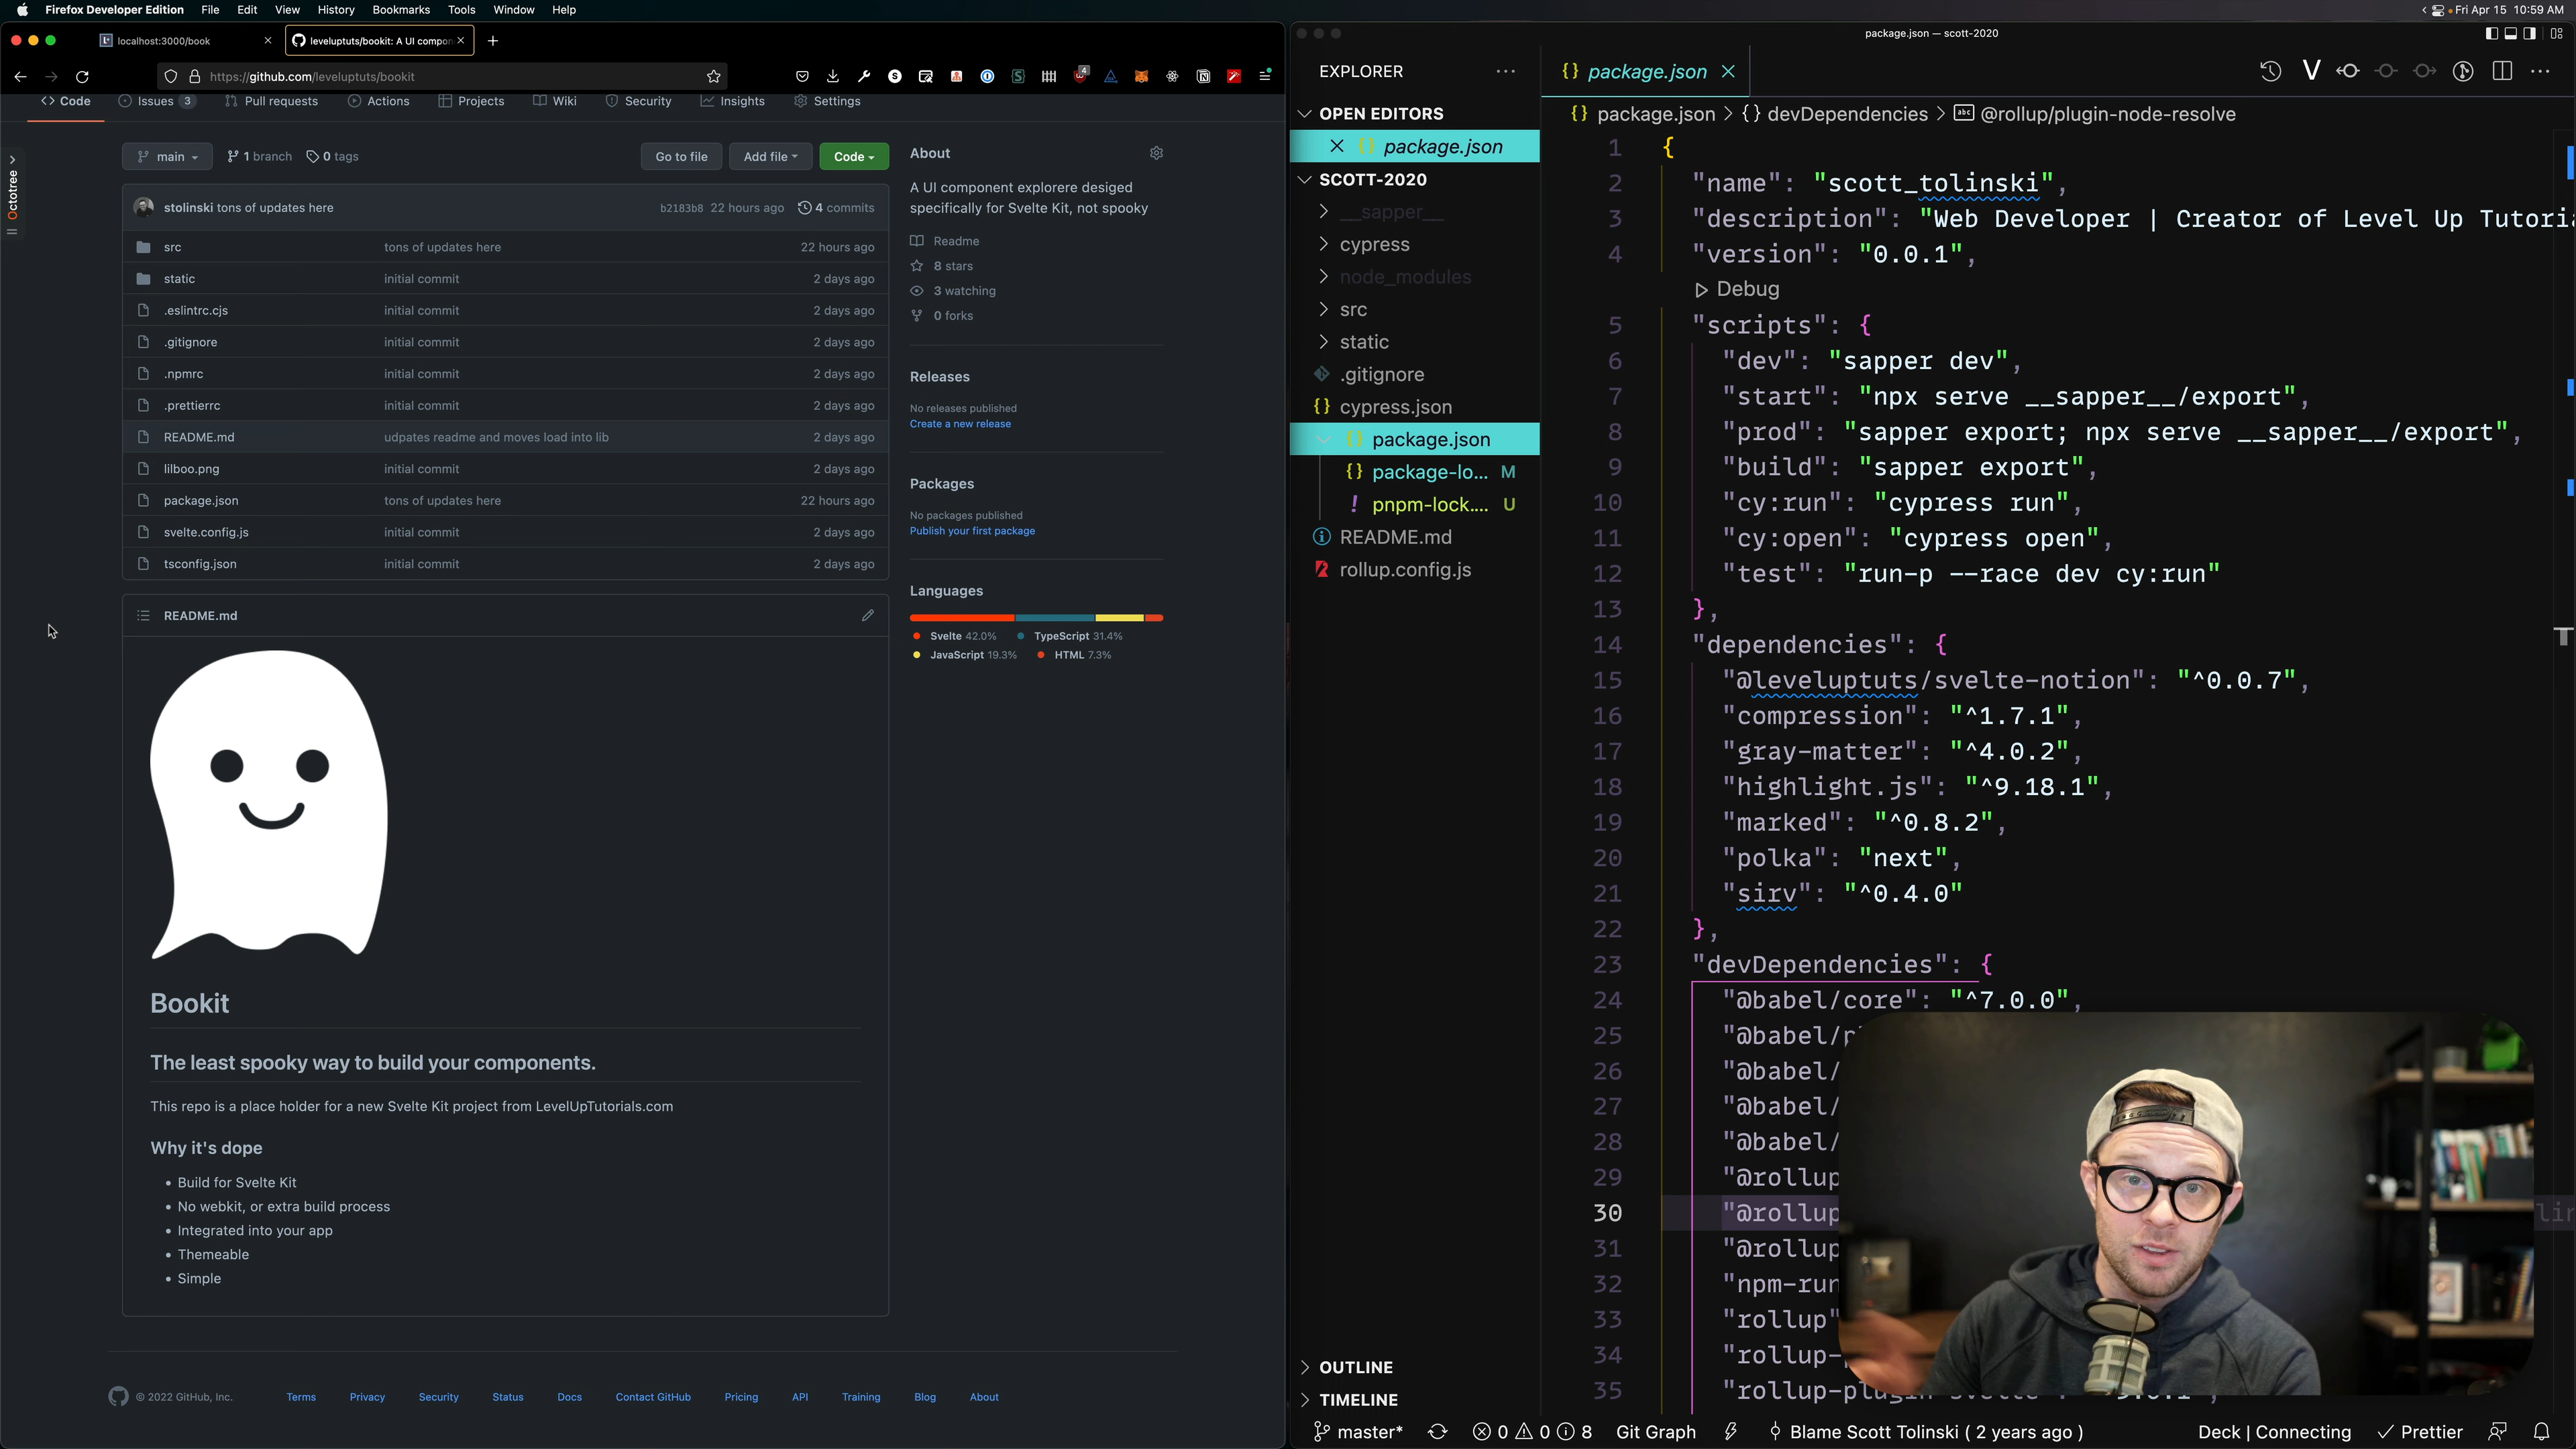 Firefox Developer Edition File Edit View History Bookmarks Tools Window Help
Fri Apr 15 10:59 AM
localhost:3000/book
leveluptuts/bookit: A UI compon
https://github.com/leveluptuts/bookit
4
Code
Issues 3
Pull requests
Actions
Projects
Wiki
Security
Insights
Settings
Octotree
main
1 branch
0 tags
Go to file
Add file
Code
stolinski tons of updates here
b2183b8 22 hours ago
4 commits
src tons of updates here 22 hours ago
static initial commit 2 days ago
.eslintrc.cjs initial commit 2 days ago
.gitignore initial commit 2 days ago
.npmrc initial commit 2 days ago
.prettierrc initial commit 2 days ago
README.md udpates readme and moves load into lib 2 days ago
lilboo.png initial commit 2 days ago
package.json tons of updates here 22 hours ago
svelte.config.js initial commit 2 days ago
tsconfig.json initial commit 2 days ago
README.md
Bookit
The least spooky way to build your components.
This repo is a place holder for a new Svelte Kit project from LevelUpTutorials.com
Why it's dope
• Build for Svelte Kit
• No webkit, or extra build process
• Integrated into your app
• Themeable
• Simple
About
A UI component explorere desiged
specifically for Svelte Kit, not spooky
Readme
8 stars
3 watching
0 forks
Releases
No releases published
Create a new release
Packages
No packages published
Publish your first package
Languages
Svelte 42.0% TypeScript 31.4%
JavaScript 19.3% HTML 7.3%
© 2022 GitHub, Inc. Terms Privacy Security Status Docs Contact GitHub Pricing API Training Blog About
package.json — scott-2020
EXPLORER
OPEN EDITORS
package.json
SCOTT-2020
__sapper__
cypress
node_modules
src
static
.gitignore
cypress.json
package.json
package-lo... M
pnpm-lock.... U
README.md
rollup.config.js
OUTLINE
TIMELINE
package.json
package.json > {} devDependencies > abc @rollup/plugin-node-resolve
1 {
2 "name": "scott_tolinski",
3 "description": "Web Developer | Creator of Level Up Tutoria
4 "version": "0.0.1",
Debug
5 "scripts": {
6 "dev": "sapper dev",
7 "start": "npx serve __sapper__/export",
8 "prod": "sapper export; npx serve __sapper__/export",
9 "build": "sapper export",
10 "cy:run": "cypress run",
11 "cy:open": "cypress open",
12 "test": "run-p --race dev cy:run"
13 },
14 "dependencies": {
15 "@leveluptuts/svelte-notion": "^0.0.7",
16 "compression": "^1.7.1",
17 "gray-matter": "^4.0.2",
18 "highlight.js": "^9.18.1",
19 "marked": "^0.8.2",
20 "polka": "next",
21 "sirv": "^0.4.0"
22 },
23 "devDependencies": {
24 "@babel/core": "^7.0.0",
25 "@babel/p
26 "@babel/
27 "@babel/
28 "@babel/
29 "@rollup
30 "@rollup
31 "@rollup
32 "npm-run
33 "rollup"
34 "rollup-
35 "rollup-plugin-svelte
master* 0 0 8 Git Graph Blame Scott Tolinski ( 2 years ago ) Deck | Connecting Prettier